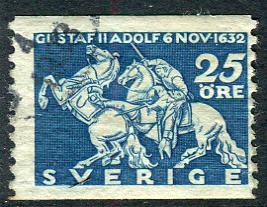 GUSTAF II ADOLF 6 NOV·1632
25
ÖRE
SVERIGE